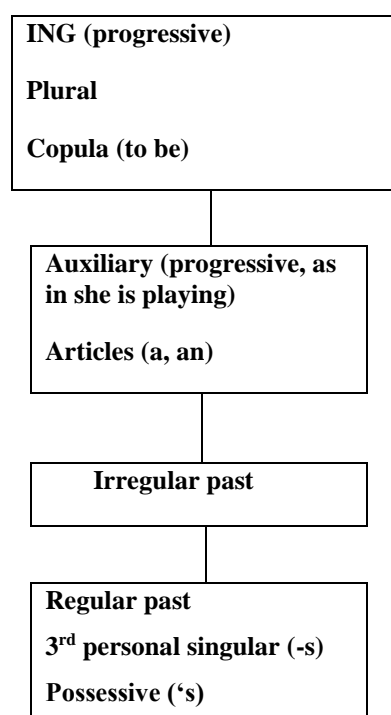 ING (progressive)
Plural
Copula (to be)
Auxiliary (progressive, as
in she is playing)
Articles (a, an)
Irregular past
Regular past
3rd personal singular (-s)
Possessive (‘s)